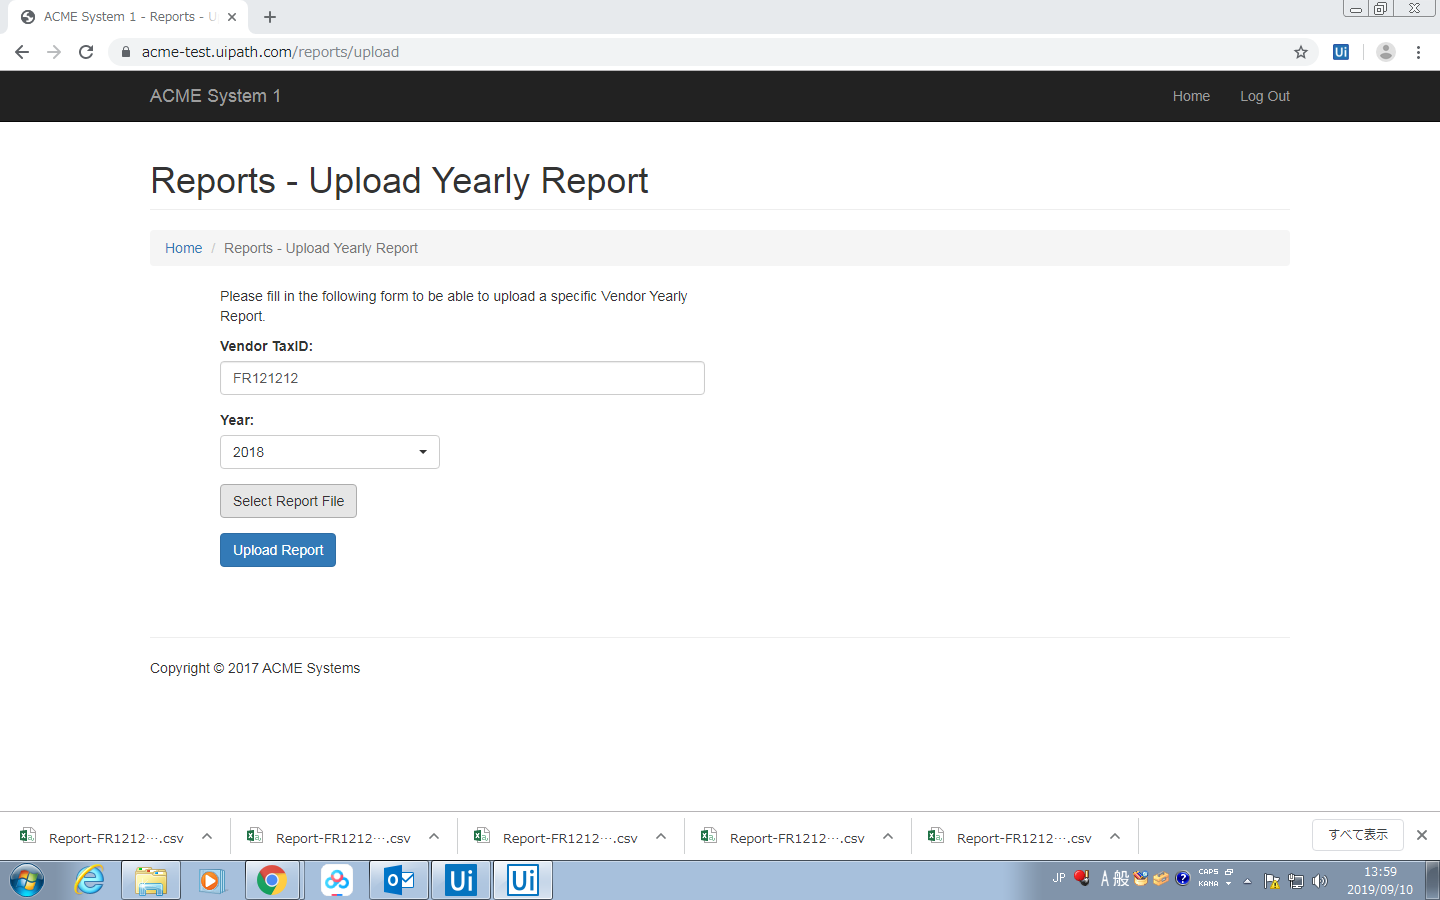 ACME System 1 - Reports - U
acme-test.uipath.com/reports/upload
Ui
ACME System 1
Home
Log Out
Reports - Upload Yearly Report
Home / Reports - Upload Yearly Report
Please fill in the following form to be able to upload a specific Vendor Yearly
Report.
Vendor TaxID:
FR121212
Year:
2018
Select Report File
Upload Report
Copyright © 2017 ACME Systems
Report-FR1212….csv
Report-FR1212….csv
Report-FR1212….csv
Report-FR1212….csv
Report-FR1212….csv
すべて表示
Ui
Ui
JP
A 般
CAPS
KANA
13:59
2019/09/10